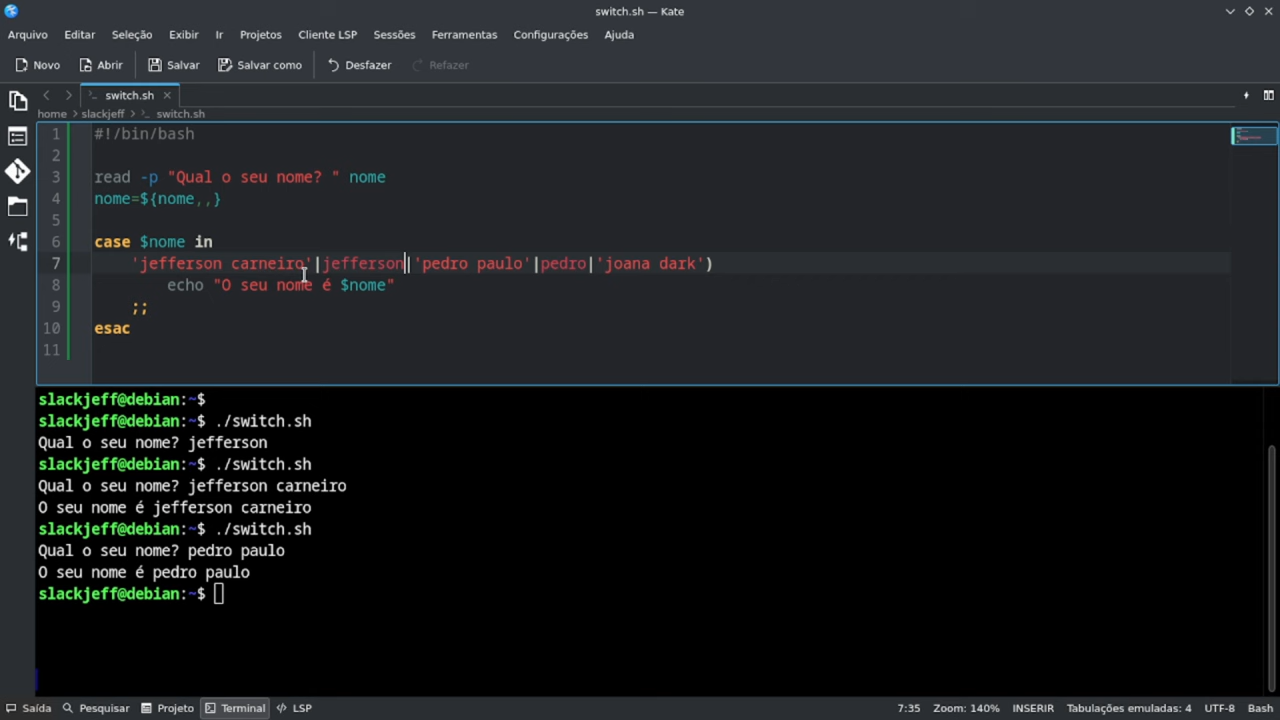 switch.sh — Kate
Arquivo Editar Seleção Exibir Ir Projetos Cliente LSP Sessões Ferramentas Configurações Ajuda
Novo Abrir Salvar Salvar como Desfazer Refazer
switch.sh
home > slackjeff > switch.sh
1 #!/bin/bash
2
3 read -p "Qual o seu nome? " nome
4 nome=${nome,,}
5
6 case $nome in
7     'jefferson carneiro'|jefferson|'pedro paulo'|pedro|'joana dark')
8         echo "O seu nome é $nome"
9     ;;
10 esac
11
slackjeff@debian:~$
slackjeff@debian:~$ ./switch.sh
Qual o seu nome? jefferson
slackjeff@debian:~$ ./switch.sh
Qual o seu nome? jefferson carneiro
O seu nome é jefferson carneiro
slackjeff@debian:~$ ./switch.sh
Qual o seu nome? pedro paulo
O seu nome é pedro paulo
slackjeff@debian:~$
Saída Pesquisar Projeto Terminal LSP 7:35 Zoom: 140% INSERIR Tabulações emuladas: 4 UTF-8 Bash